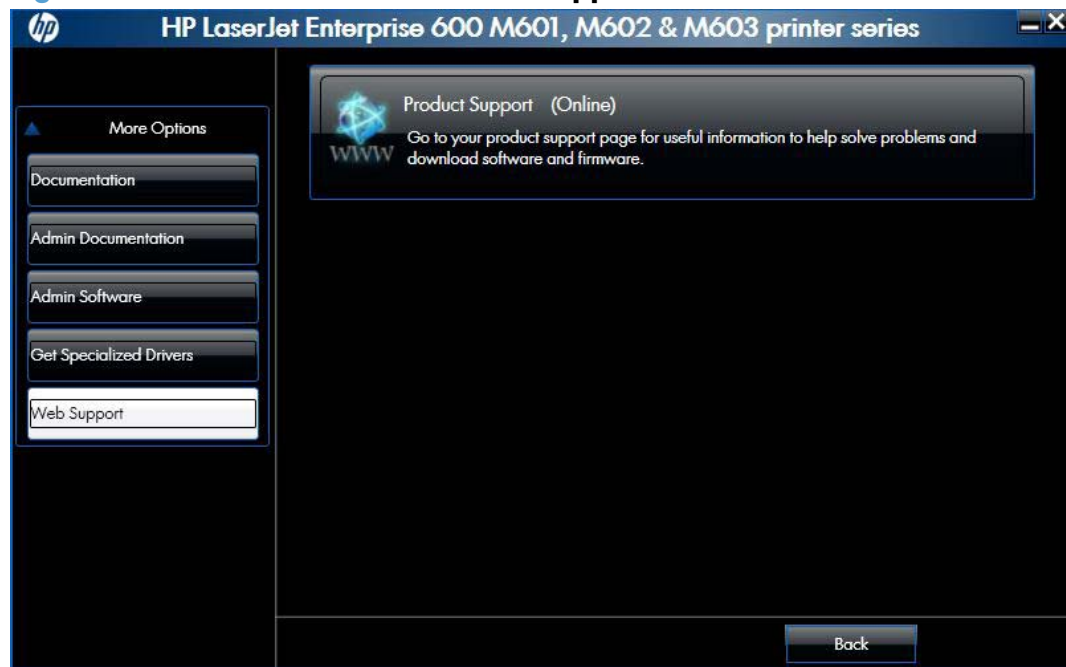 hp
HP LaserJet Enterprise 600 M601, M602 & M603 printer series
More Options
Documentation
Admin Documentation
Admin Software
Get Specialized Drivers
Web Support
Product Support (Online)
Go to your product support page for useful information to help solve problems and
download software and firmware.
WWW
Back